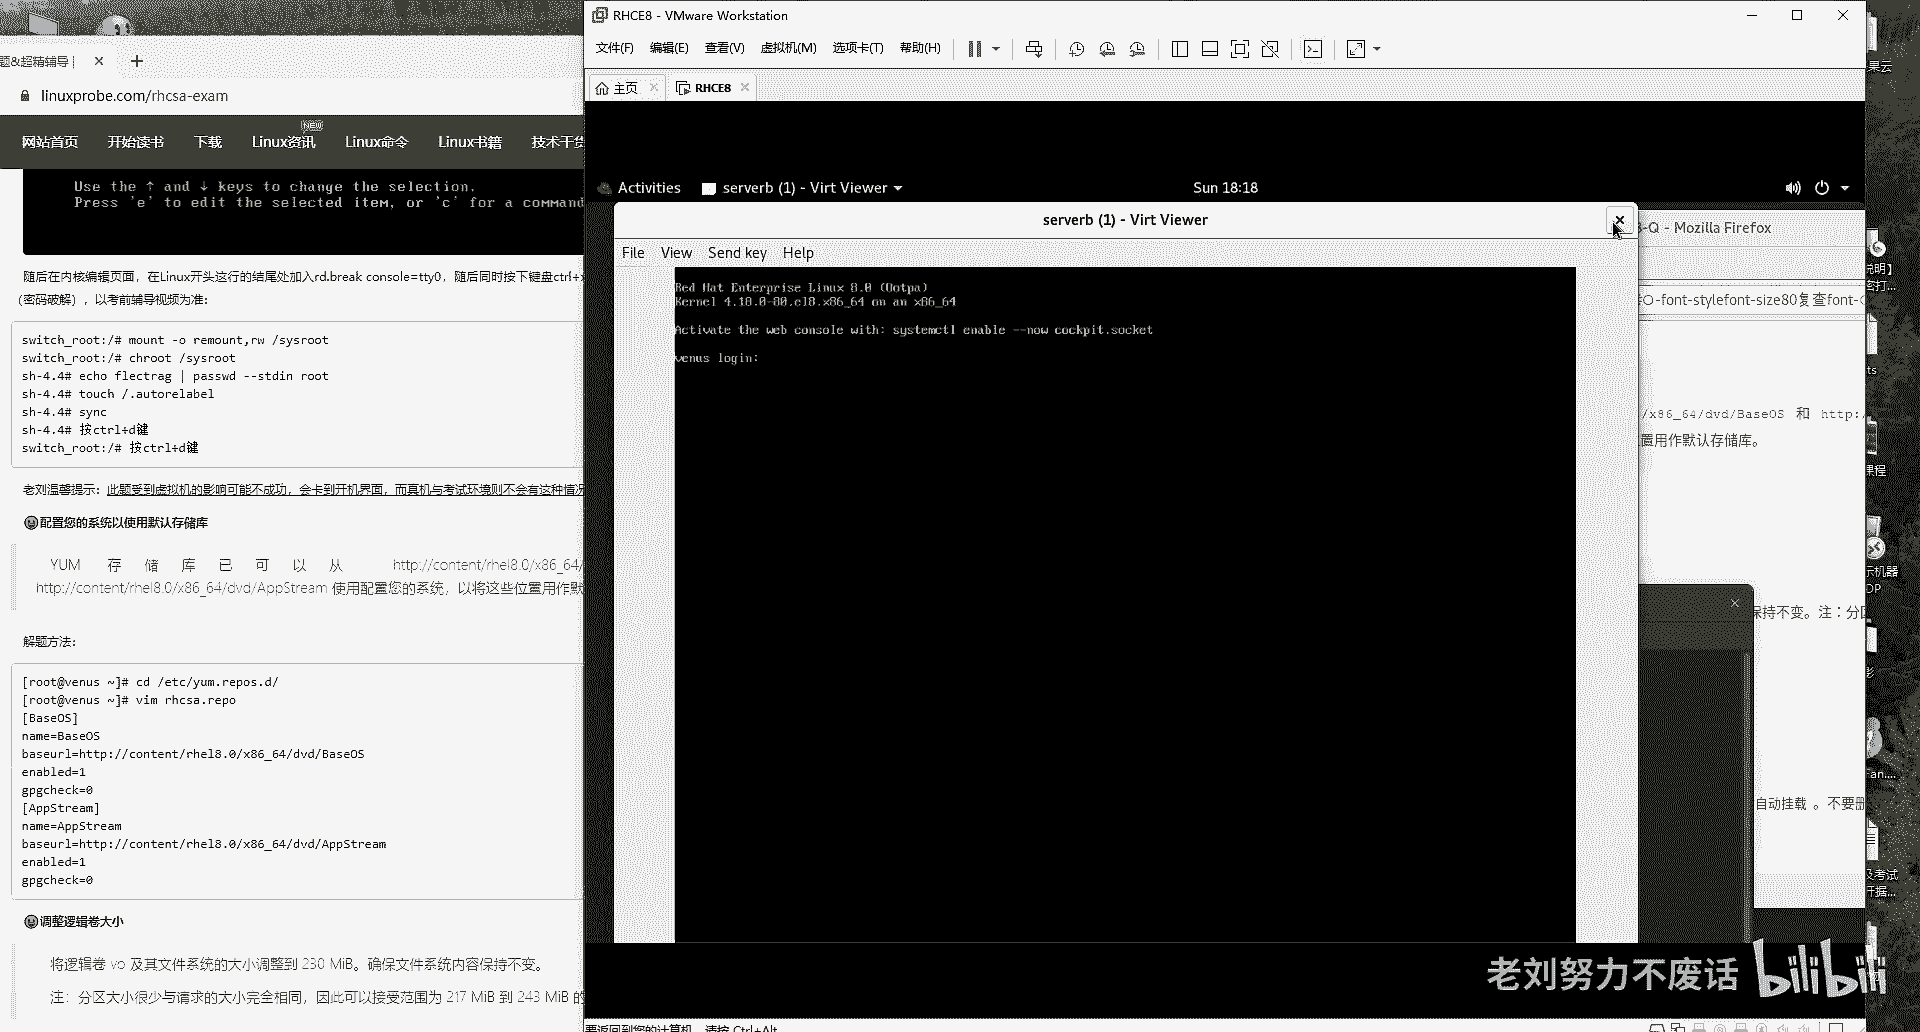 题&超精辅导 |
linuxprobe.com/rhcsa-exam
网站首页 开始读书 下载 Linux资讯 NEW Linux命令 Linux书籍 技术干货
Use the ↑ and ↓ keys to change the selection.
Press 'e' to edit the selected item, or 'c' for a comman
随后在内核编辑页面，在Linux开头这行的结尾处加入rd.break console=tty0，随后同时按下键盘ctrl+x
（密码破解），以考前辅导视频为准：
switch_root:/# mount -o remount,rw /sysroot
switch_root:/# chroot /sysroot
sh-4.4# echo flectrag | passwd --stdin root
sh-4.4# touch /.autorelabel
sh-4.4# sync
sh-4.4# 按ctrl+d键
switch_root:/# 按ctrl+d键
老刘温馨提示：此题受到虚拟机的影响可能不成功，会卡到开机界面，而真机与考试环境则不会有这种情况
配置您的系统以使用默认存储库
YUM 存储库已可以从 http://content/rhel8.0/x86_64/
http://content/rhel8.0/x86_64/dvd/AppStream 使用配置您的系统，以将这些位置用作默
解题方法：
[root@venus ~]# cd /etc/yum.repos.d/
[root@venus ~]# vim rhcsa.repo
[BaseOS]
name=BaseOS
baseurl=http://content/rhel8.0/x86_64/dvd/BaseOS
enabled=1
gpgcheck=0
[AppStream]
name=AppStream
baseurl=http://content/rhel8.0/x86_64/dvd/AppStream
enabled=1
gpgcheck=0
调整逻辑卷大小
将逻辑卷 vo 及其文件系统的大小调整到 230 MiB。确保文件系统内容保持不变。
注：分区大小很少与请求的大小完全相同，因此可以接受范围为 217 MiB 到 243 MiB 的
RHCE8 - VMware Workstation
文件(F) 编辑(E) 查看(V) 虚拟机(M) 选项卡(T) 帮助(H)
主页 RHCE8
Activities serverb (1) - Virt Viewer Sun 18:18
serverb (1) - Virt Viewer
File View Send key Help
Red Hat Enterprise Linux 8.0 (Ootpa)
Kernel 4.18.0-80.el8.x86_64 on an x86_64
Activate the web console with: systemctl enable --now cockpit.socket
venus login:
-Q - Mozilla Firefox
O-font-stylefont-size80复查font-
/x86_64/dvd/BaseOS 和 http:/
置用作默认存储库。
保持不变。注：分区
自动挂载 。不要册
果云
说明】
密打...
ts
课程
示机器
DP
影
an....
及考试
开据...
老刘努力不废话 bilibili
要返回到您的计算机，请按 Ctrl+Alt。